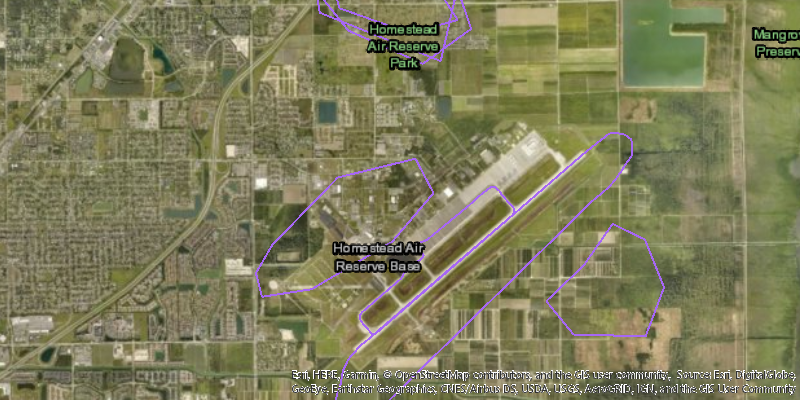 Homestead
Air Reserve
Park
Mangro
Preserv
Homestead Air
Reserve Base
Esri, HERE, Garmin, © OpenStreetMap contributors, and the GIS user community, Source: Esri, DigitalGlobe,
GeoEye, Earthstar Geographics, CNES/Airbus DS, USDA, USGS, AeroGRID, IGN, and the GIS User Community